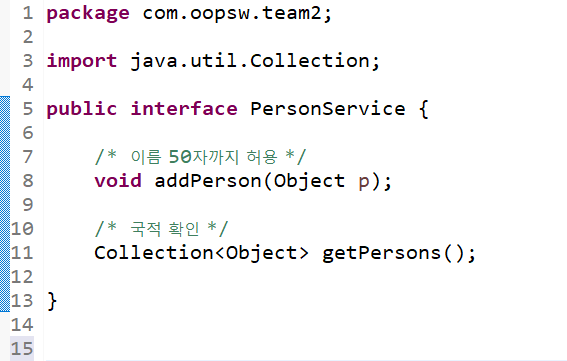 1 package com.oopsw.team2;
2
3 import java.util.Collection;
4
5 public interface PersonService {
6
7 /* 이름 50자까지 허용 */
8 void addPerson(Object p);
9
10 /* 국적 확인 */
11 Collection<Object> getPersons();
12
13 }
14
15